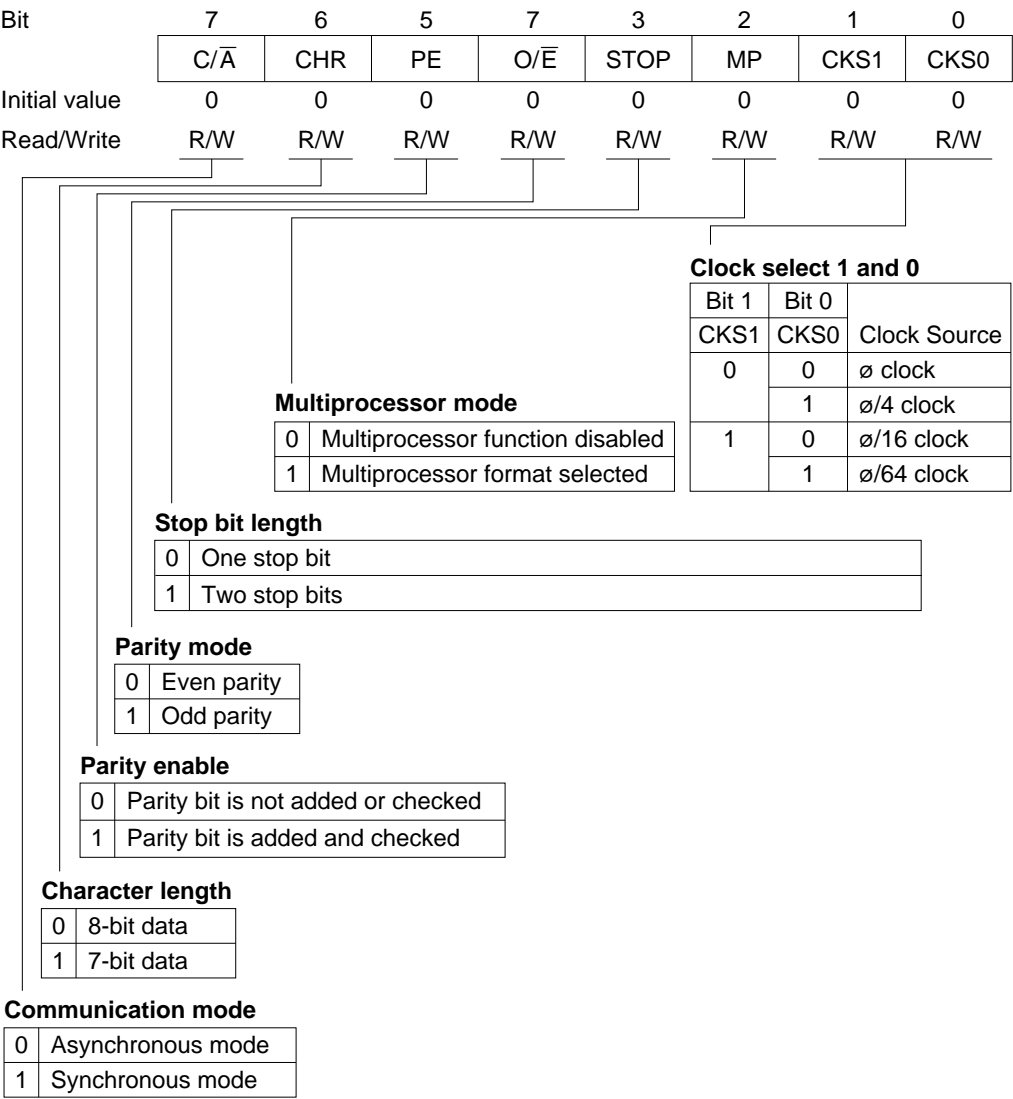 Bit 7 6 5 7 3 2 1 0
C/A̅ CHR PE O/E̅ STOP MP CKS1 CKS0
Initial value 0 0 0 0 0 0 0 0
Read/Write R/W R/W R/W R/W R/W R/W R/W R/W
Clock select 1 and 0
Bit 1 Bit 0
CKS1 CKS0 Clock Source
0 0 ø clock
1 ø/4 clock
1 0 ø/16 clock
1 ø/64 clock
Multiprocessor mode
0 Multiprocessor function disabled
1 Multiprocessor format selected
Stop bit length
0 One stop bit
1 Two stop bits
Parity mode
0 Even parity
1 Odd parity
Parity enable
0 Parity bit is not added or checked
1 Parity bit is added and checked
Character length
0 8-bit data
1 7-bit data
Communication mode
0 Asynchronous mode
1 Synchronous mode